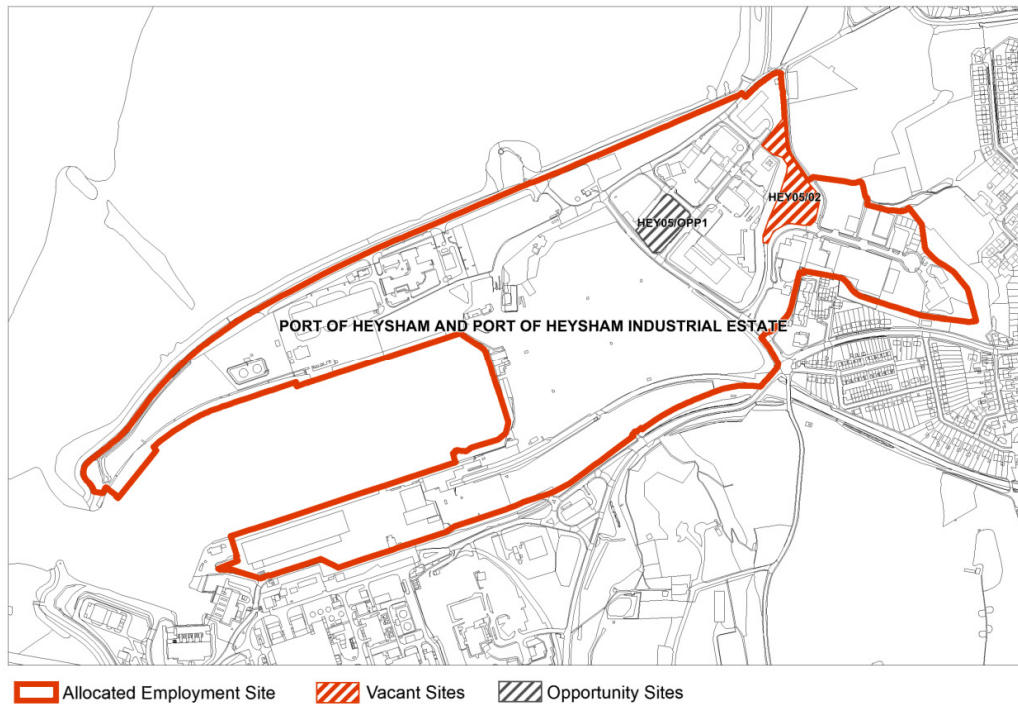 HEY05/02
HEY05/OPP1
PORT OF HEYSHAM AND PORT OF HEYSHAM INDUSTRIAL ESTATE
Allocated Employment Site
Vacant Sites
Opportunity Sites